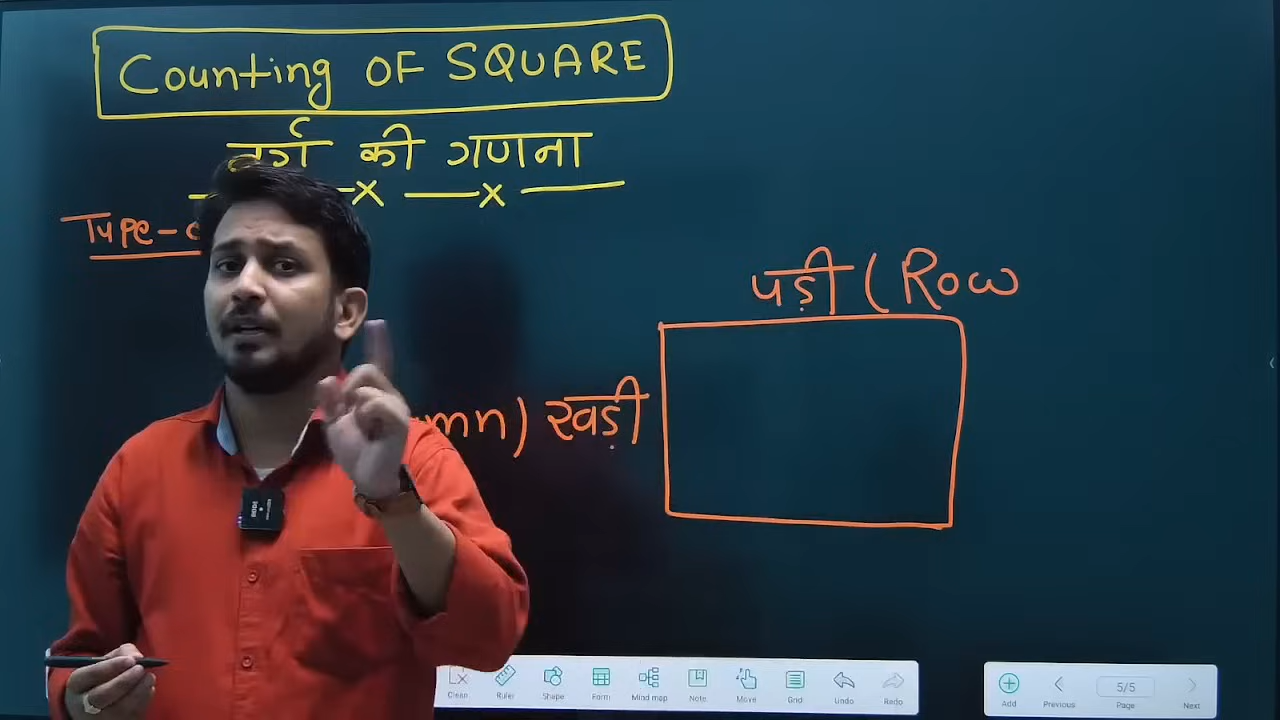 Counting OF SQUARE
वर्ग की गणना
Type-
पड़ी (Row
mn) खड़ी
Clean Ruler Shape Form Mind map Note Move Grid Undo Redo
Add Previous 5/5 Page Next